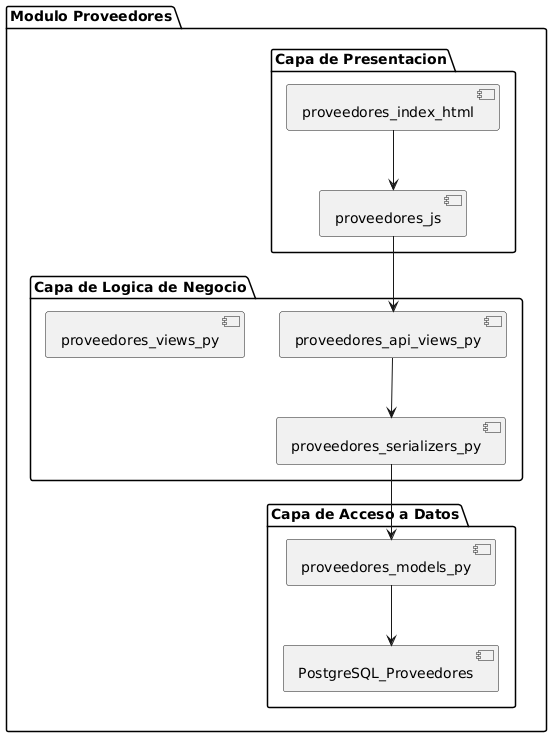 Modulo Proveedores
Capa de Presentacion
proveedores_index_html
proveedores_js
Capa de Logica de Negocio
proveedores_views_py
proveedores_api_views_py
proveedores_serializers_py
Capa de Acceso a Datos
proveedores_models_py
PostgreSQL_Proveedores